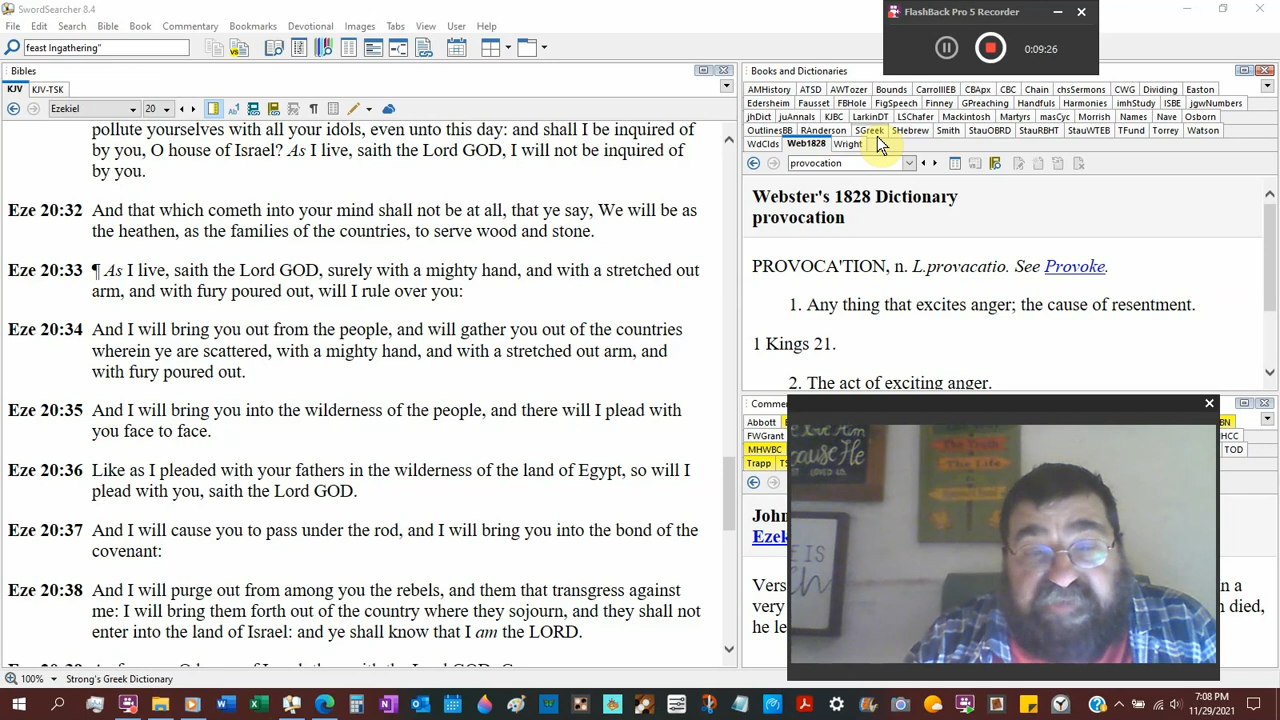 SwordSearcher 8.4
FlashBack Pro 5 Recorder
File Edit Search Bible Book Commentary Bookmarks Devotional Images Tabs View User Help
feast Ingathering"
0:09:26
Bibles
KJV KJV-TSK
Ezekiel 20
pollute yourselves with all your idols, even unto this day: and shall I be inquired of
by you, O house of Israel? As I live, saith the Lord GOD, I will not be inquired of
by you.
Eze 20:32 And that which cometh into your mind shall not be at all, that ye say, We will be as
the heathen, as the families of the countries, to serve wood and stone.
Eze 20:33 ¶ As I live, saith the Lord GOD, surely with a mighty hand, and with a stretched out
arm, and with fury poured out, will I rule over you:
Eze 20:34 And I will bring you out from the people, and will gather you out of the countries
wherein ye are scattered, with a mighty hand, and with a stretched out arm, and
with fury poured out.
Eze 20:35 And I will bring you into the wilderness of the people, and there will I plead with
you face to face.
Eze 20:36 Like as I pleaded with your fathers in the wilderness of the land of Egypt, so will I
plead with you, saith the Lord GOD.
Eze 20:37 And I will cause you to pass under the rod, and I will bring you into the bond of the
covenant:
Eze 20:38 And I will purge out from among you the rebels, and them that transgress against
me: I will bring them forth out of the country where they sojourn, and they shall not
enter into the land of Israel: and ye shall know that I am the LORD.
Books and Dictionaries
AMHistory ATSD AWTozer Bounds CarrollEB CBApx CBC Chain chsSermons CWG Dividing Easton
Edersheim Fausset FBHole FigSpeech Finney GPreaching Handfuls Harmonies imhStudy ISBE jgwNumbers
jhDict juAnnals KJBC LarkinDT LSChafer Mackintosh Martyrs masCyc Morrish Names Nave Osborn
OutlinesBB RAnderson SGreek SHebrew Smith StauOBRD StauRBHT StauWTEB TFund Torrey Watson
WdClds Web1828 Wright
provocation
Webster's 1828 Dictionary
provocation
PROVOCA'TION, n. L.provacatio. See Provoke.
1. Any thing that excites anger; the cause of resentment.
1 Kings 21.
2. The act of exciting anger.
Comme
Abbott BN
FWGrant HCC
MHWBC TOD
Trapp
John
Ezek
Vers n a
very n died,
he le
The Truth
The Life
cause He
100% Strong's Greek Dictionary
7:08 PM
11/29/2021